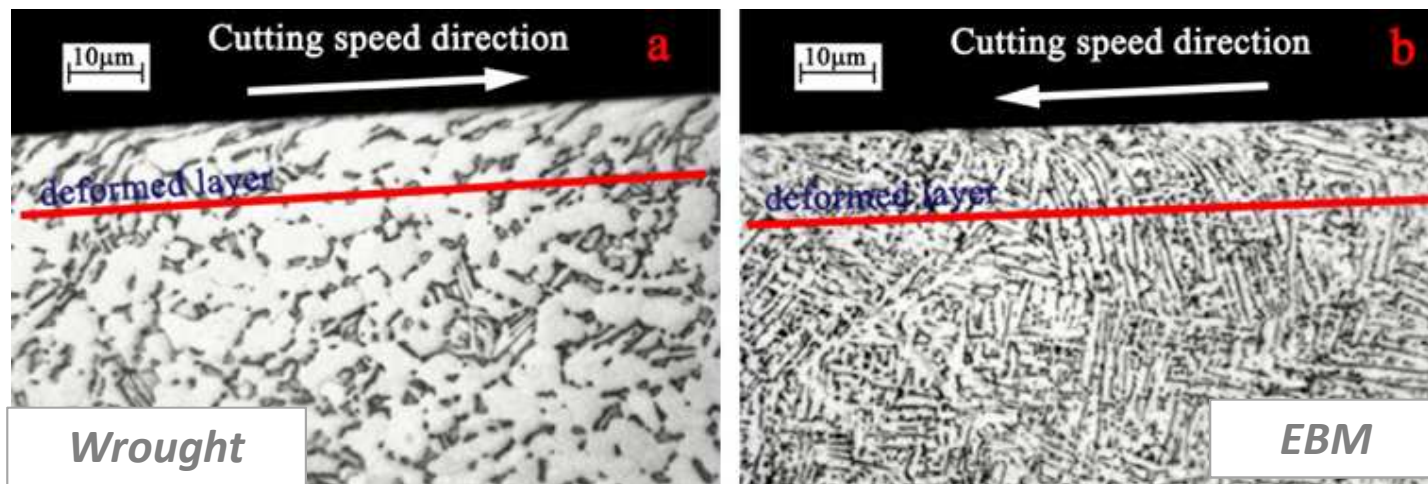 10μm
Cutting speed direction
a
deformed layer
Wrought
10μm
Cutting speed direction
b
deformed layer
EBM